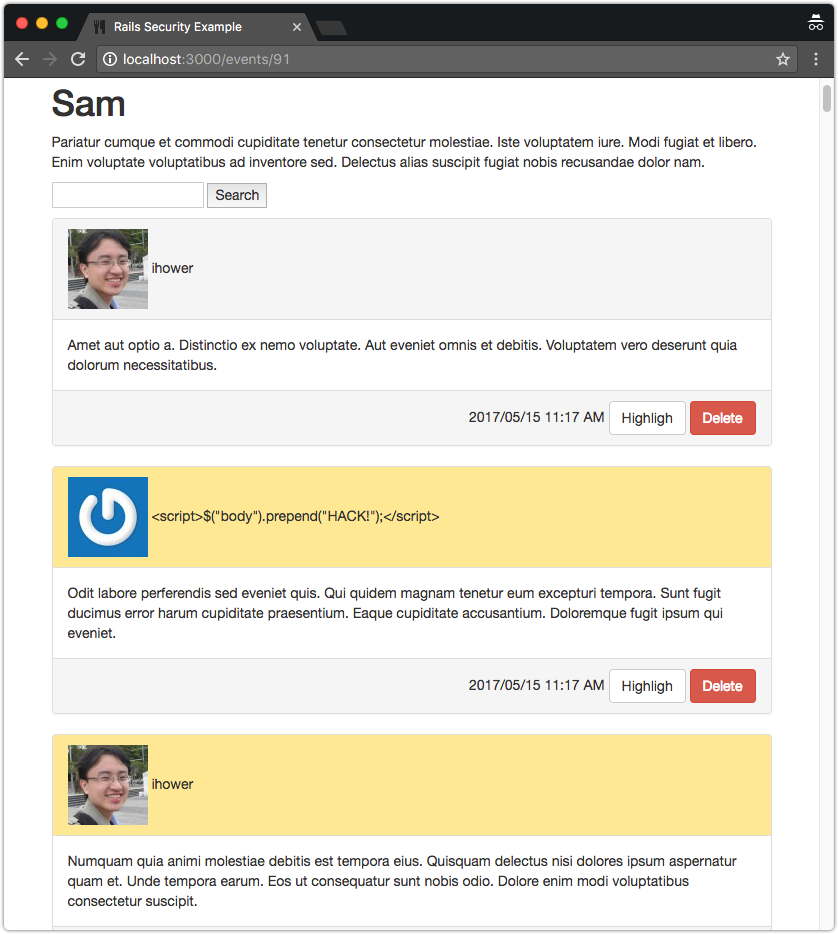 Rails Security Example
localhost:3000/events/91
Sam
Pariatur cumque et commodi cupiditate tenetur consectetur molestiae. Iste voluptatem iure. Modi fugiat et libero.
Enim voluptate voluptatibus ad inventore sed. Delectus alias suscipit fugiat nobis recusandae dolor nam.
Search
ihower
Amet aut optio a. Distinctio ex nemo voluptate. Aut eveniet omnis et debitis. Voluptatem vero deserunt quia
dolorum necessitatibus.
2017/05/15 11:17 AM Highligh Delete
<script>$("body").prepend("HACK!");</script>
Odit labore perferendis sed eveniet quis. Qui quidem magnam tenetur eum excepturi tempora. Sunt fugit
ducimus error harum cupiditate praesentium. Eaque cupiditate accusantium. Doloremque fugit ipsum qui
eveniet.
2017/05/15 11:17 AM Highligh Delete
ihower
Numquam quia animi molestiae debitis est tempora eius. Quisquam delectus nisi dolores ipsum aspernatur
quam et. Unde tempora earum. Eos ut consequatur sunt nobis odio. Dolore enim modi voluptatibus
consectetur suscipit.